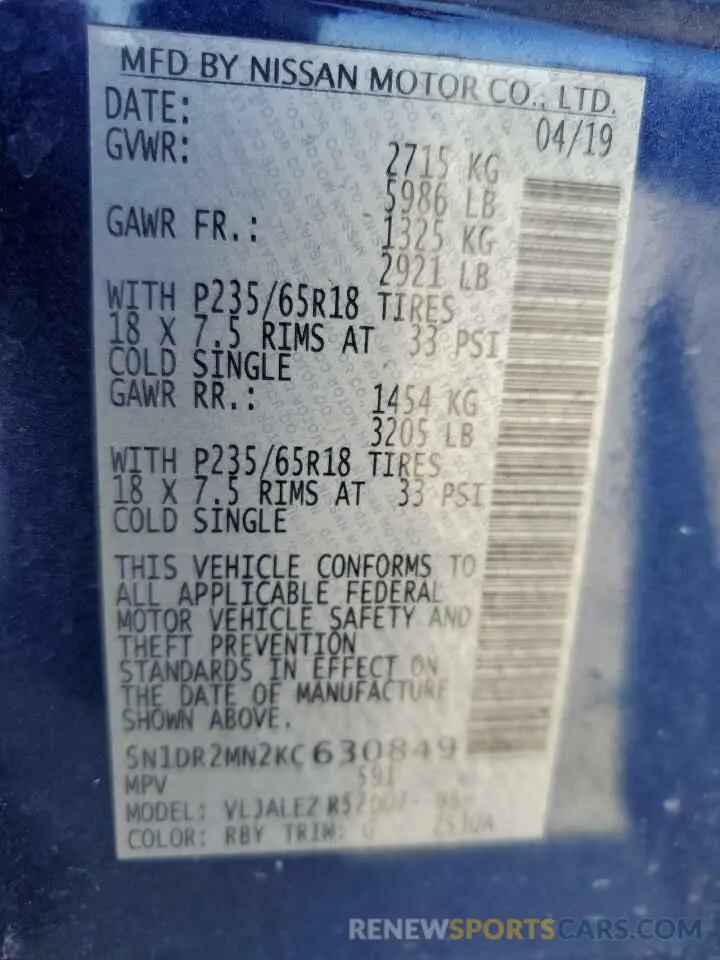 MFD BY NISSAN MOTOR CO., LTD.
DATE: 04/19
GVWR: 2715 KG
5986 LB
GAWR FR.: 1325 KG
2921 LB
WITH P235/65R18 TIRES
18 X 7.5 RIMS AT 33 PSI
COLD SINGLE
GAWR RR.: 1454 KG
3205 LB
WITH P235/65R18 TIRES
18 X 7.5 RIMS AT 33 PSI
COLD SINGLE
THIS VEHICLE CONFORMS TO
ALL APPLICABLE FEDERAL
MOTOR VEHICLE SAFETY AND
THEFT PREVENTION
STANDARDS IN EFFECT ON
THE DATE OF MANUFACTURE
SHOWN ABOVE.
5N1DR2MN2KC630849
MPV
MODEL: VLJALEZ
COLOR: RBY TRIM: G
RENEWSPORTSCARS.COM